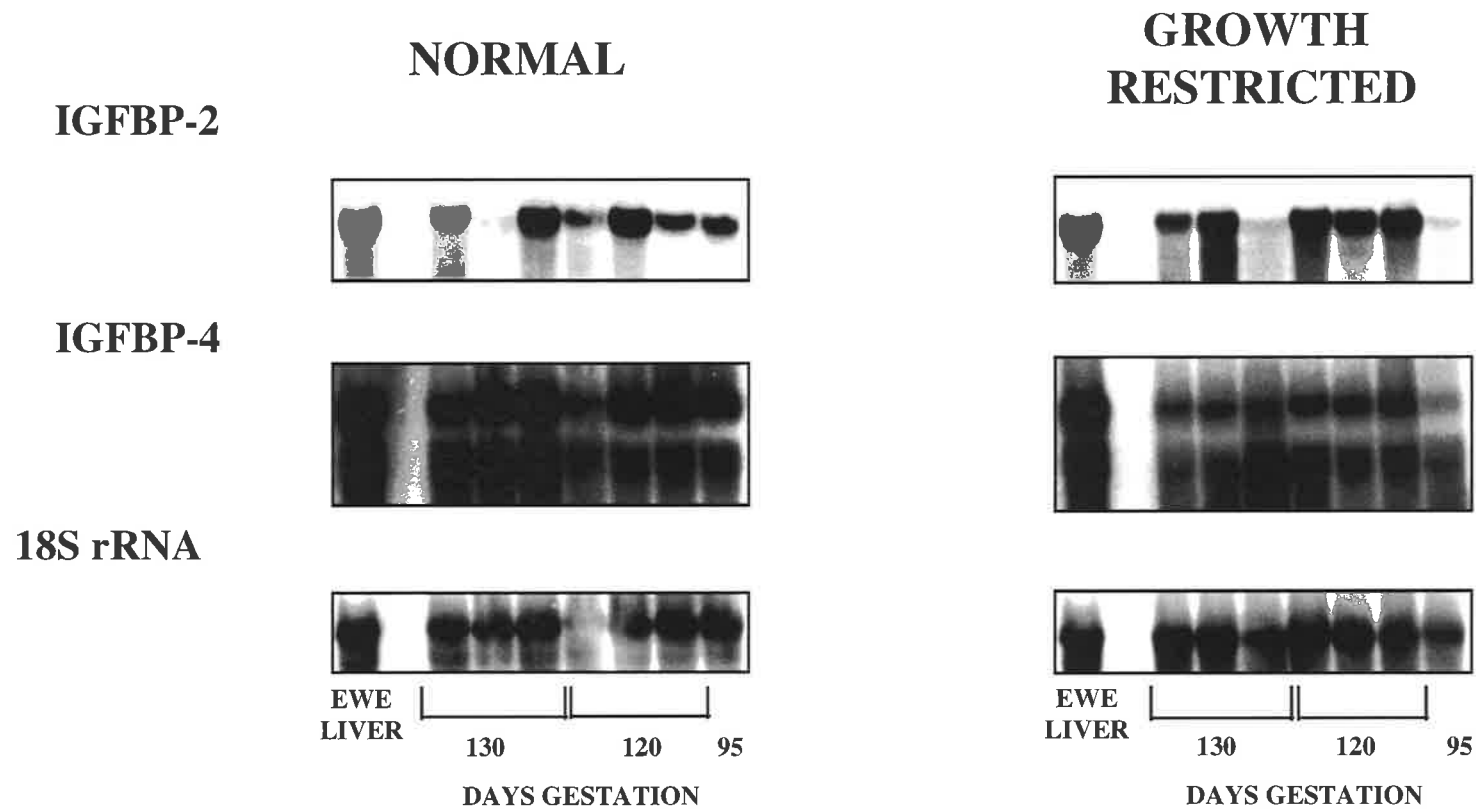 NORMAL
GROWTH
RESTRICTED
IGFBP-2
IGFBP-4
18S rRNA
EWE
LIVER
130
120
95
DAYS GESTATION
EWE
LIVER
130
120
95
DAYS GESTATION